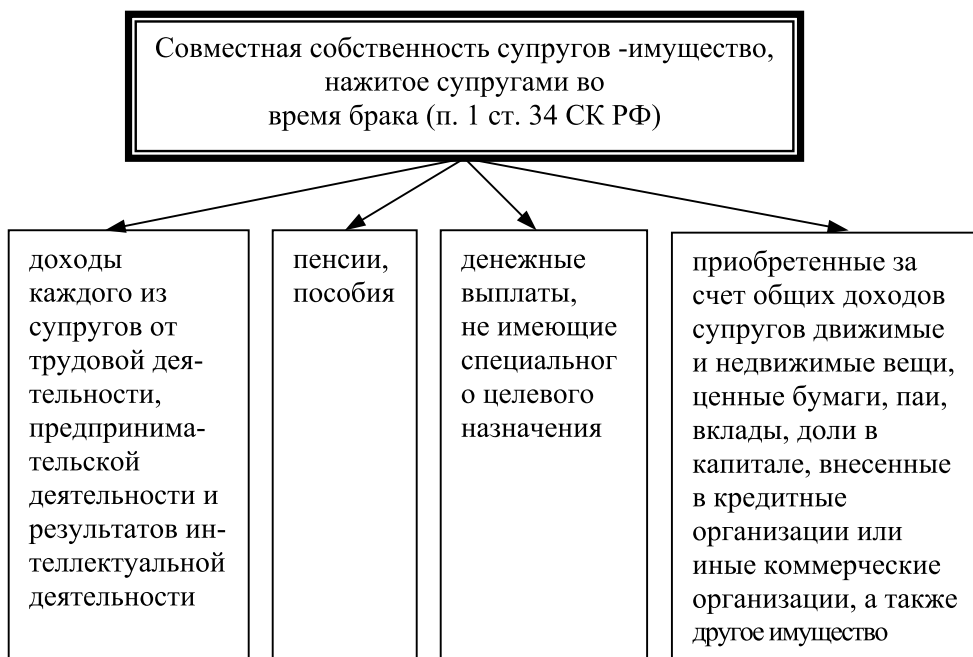 Совместная собственность супругов -имущество,
нажитое супругами во
время брака (п. 1 ст. 34 СК РФ)
доходы
каждого из
супругов от
трудовой дея-
тельности,
предпринима-
тельской
деятельности и
результатов ин-
теллектуальной
деятельности
пенсии,
пособия
денежные
выплаты,
не имеющие
специальног
о целевого
назначения
приобретенные за
счет общих доходов
супругов движимые
и недвижимые вещи,
ценные бумаги, паи,
вклады, доли в
капитале, внесенные
в кредитные
организации или
иные коммерческие
организации, а также
другое имущество